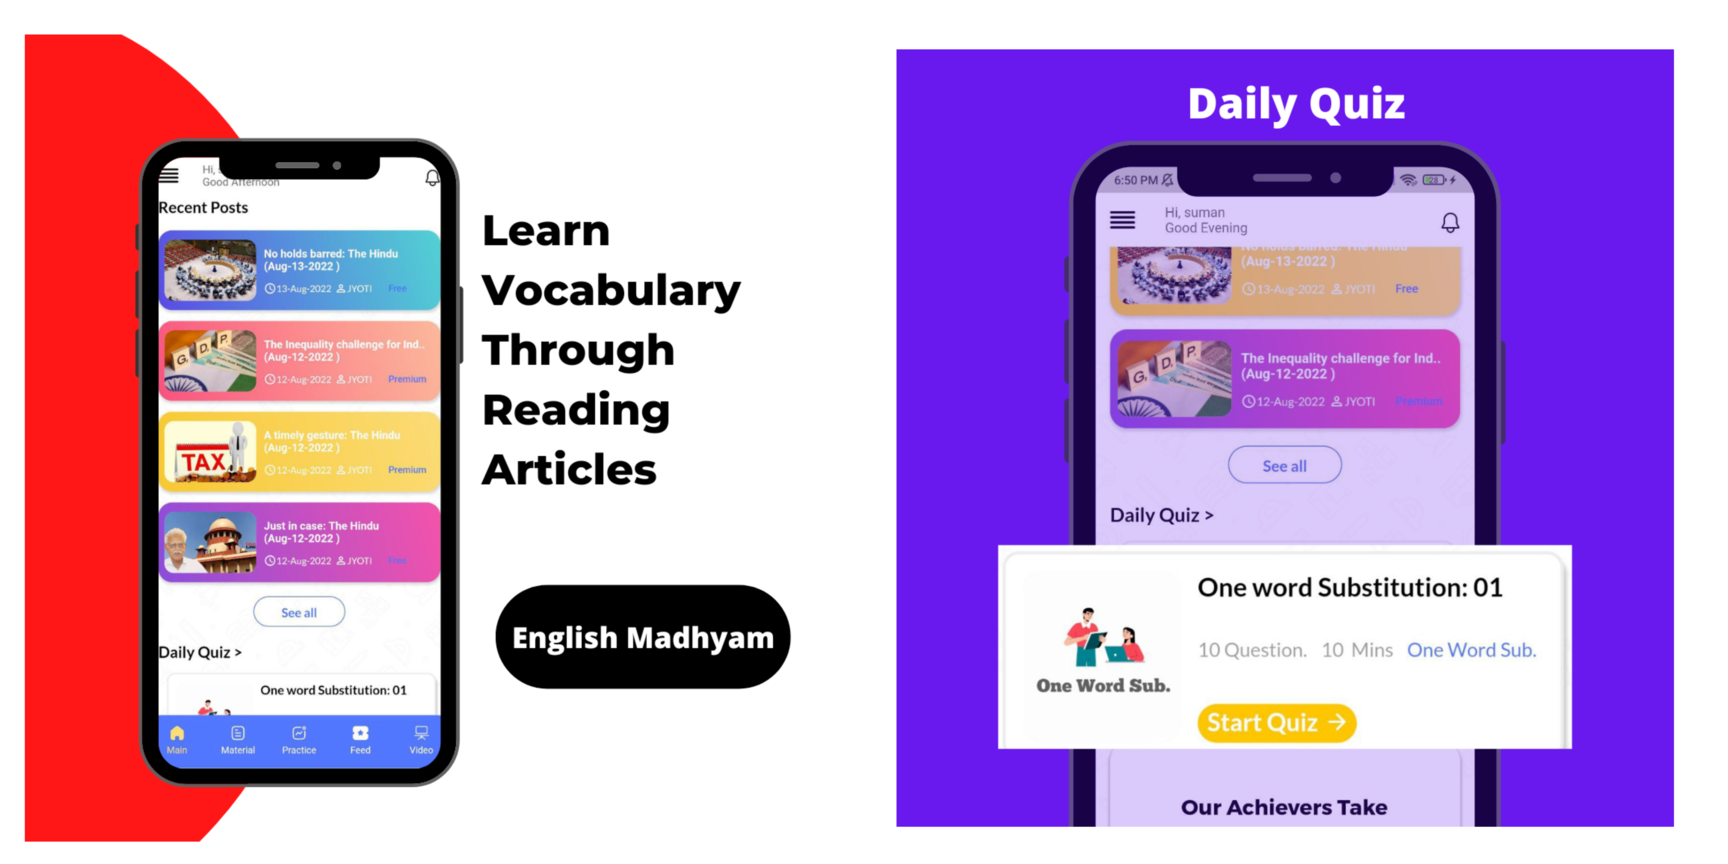 Hi,
Good Afternoon
Recent Posts
No holds barred: The Hindu
(Aug-13-2022 )
13-Aug-2022 JYOTI Free
G. D. P.
The Inequality challenge for Ind..
(Aug-12-2022 )
12-Aug-2022 JYOTI Premium
TAX
A timely gesture: The Hindu
(Aug-12-2022 )
12-Aug-2022 JYOTI Premium
Just in case: The Hindu
(Aug-12-2022 )
12-Aug-2022 JYOTI Free
See all
Daily Quiz >
One word Substitution: 01
Main Material Practice Feed Video
Learn
Vocabulary
Through
Reading
Articles
English Madhyam
Daily Quiz
6:50 PM 28
Hi, suman
Good Evening
No holds barred: The Hindu
(Aug-13-2022 )
13-Aug-2022 JYOTI Free
G. D. P.
The Inequality challenge for Ind..
(Aug-12-2022 )
12-Aug-2022 JYOTI Premium
See all
Daily Quiz >
One word Substitution: 01
10 Question. 10 Mins One Word Sub.
One Word Sub.
Start Quiz →
Our Achievers Take